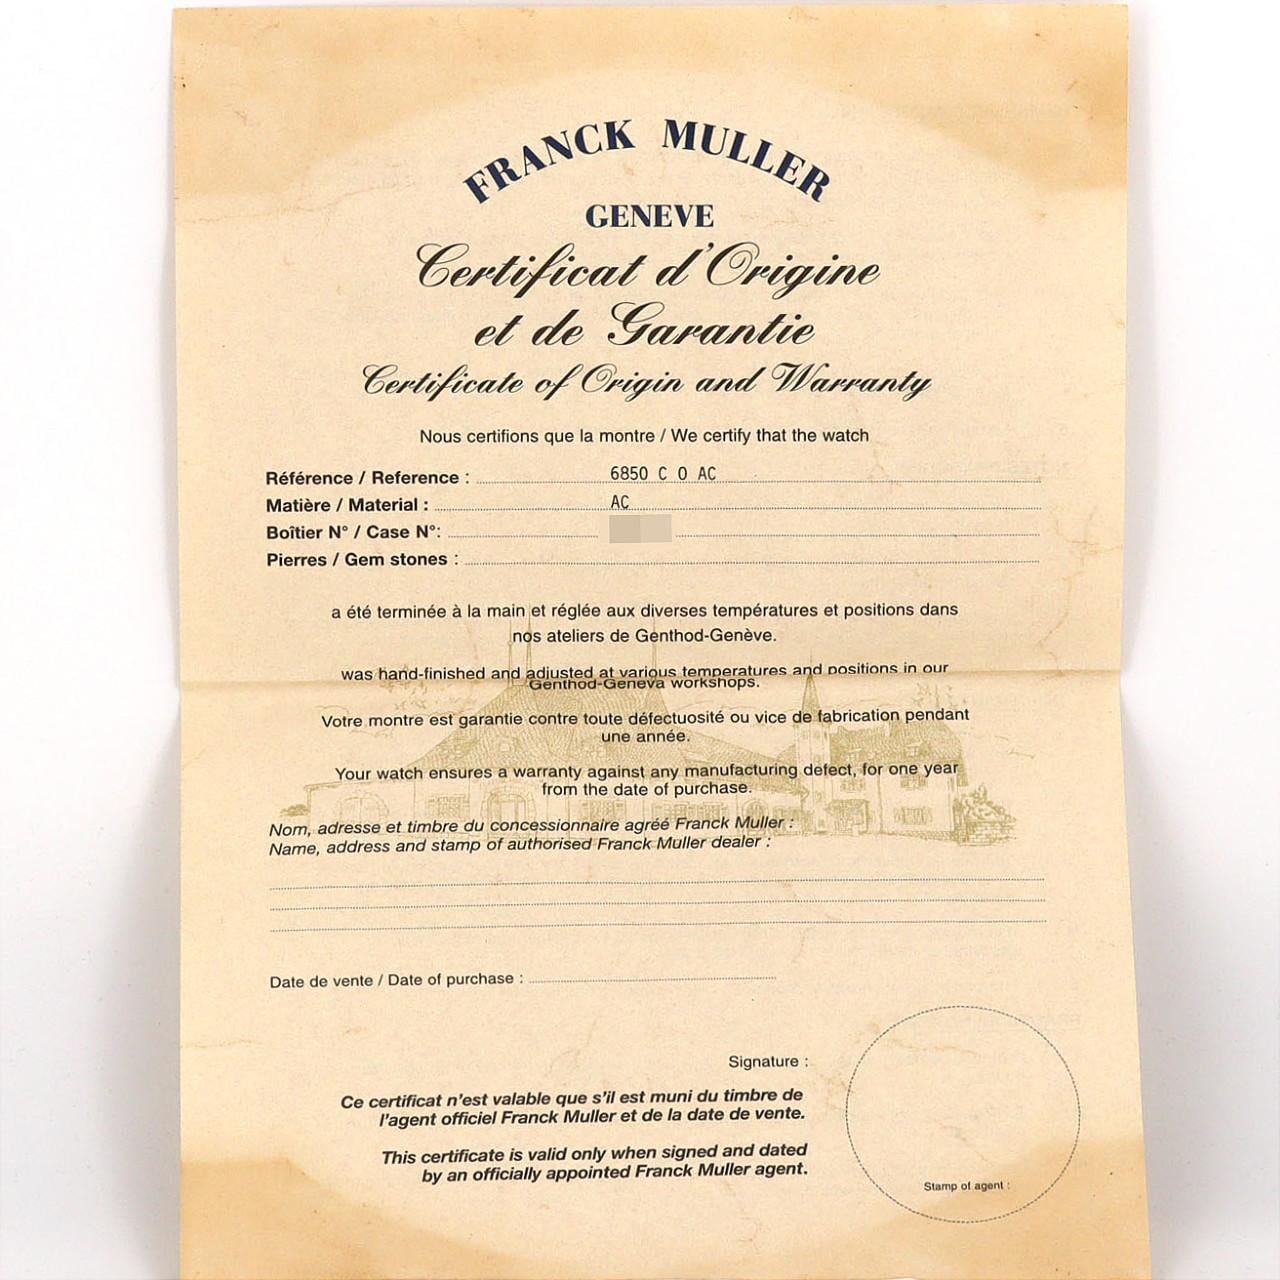 FRANCK MULLER
GENEVE
Certificat d'Origine
et de Garantie
Certificate of Origin and Warranty
Nous certifions que la montre / We certify that the watch
Référence / Reference : 6850 C O AC
Matière / Material : AC
Boîtier N° / Case N°:
Pierres / Gem stones :
a été terminée à la main et réglée aux diverses températures et positions dans
nos ateliers de Genthod-Genève.
was hand-finished and adjusted at various temperatures and positions in our
Genthod-Geneva workshops.
Votre montre est garantie contre toute défectuosité ou vice de fabrication pendant
une année.
Your watch ensures a warranty against any manufacturing defect, for one year
from the date of purchase.
Nom, adresse et timbre du concessionnaire agréé Franck Muller :
Name, address and stamp of authorised Franck Muller dealer :
Date de vente / Date of purchase :
Signature :
Ce certificat n'est valable que s'il est muni du timbre de
l'agent officiel Franck Muller et de la date de vente.
This certificate is valid only when signed and dated
by an officially appointed Franck Muller agent.
Stamp of agent :